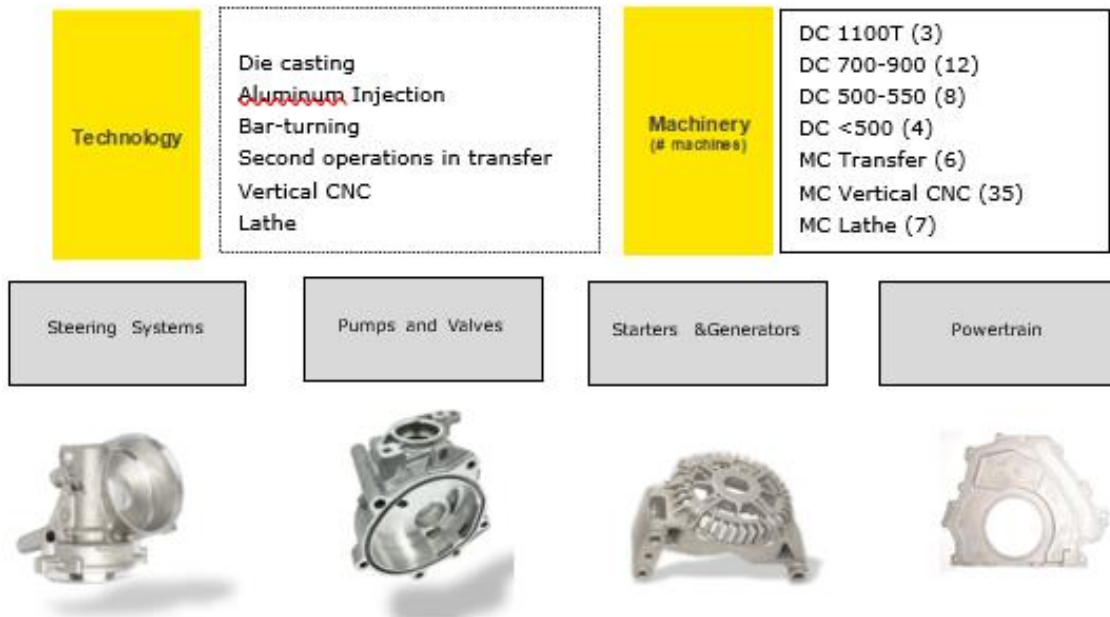 Technology
Die casting
Aluminum Injection
Bar-turning
Second operations in transfer
Vertical CNC
Lathe
Machinery
(# machines)
DC 1100T (3)
DC 700-900 (12)
DC 500-550 (8)
DC <500 (4)
MC Transfer (6)
MC Vertical CNC (35)
MC Lathe (7)
Steering Systems
Pumps and Valves
Starters &Generators
Powertrain